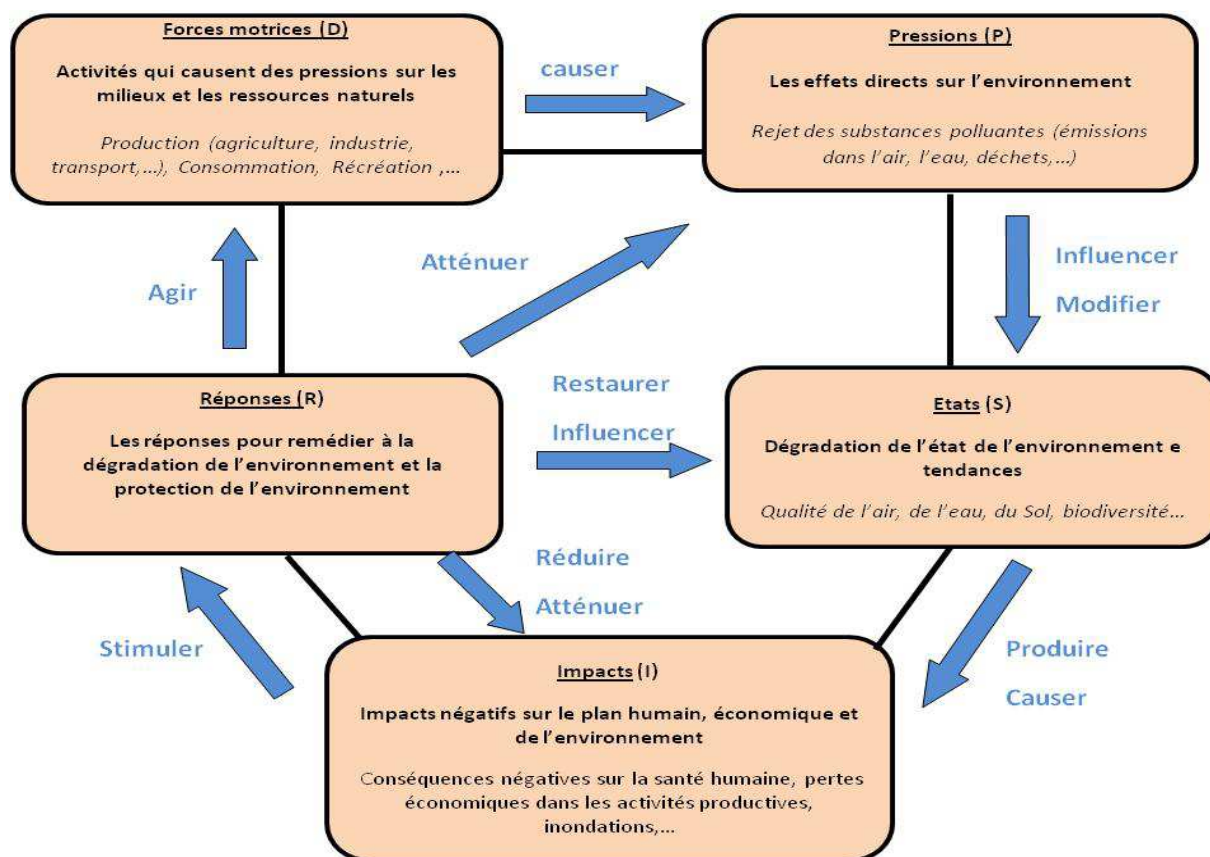 Forces motrices (D)
Activités qui causent des pressions sur les
milieux et les ressources naturels
Production (agriculture, industrie,
transport,...), Consommation, Récréation ,...
causer
Pressions (P)
Les effets directs sur l'environnement
Rejet des substances polluantes (émissions
dans l'air, l'eau, déchets,...)
Agir
Atténuer
Influencer
Modifier
Réponses (R)
Les réponses pour remédier à la
dégradation de l'environnement et la
protection de l'environnement
Restaurer
Influencer
Etats (S)
Dégradation de l'état de l'environnement e
tendances
Qualité de l'air, de l'eau, du Sol, biodiversité...
Stimuler
Réduire
Atténuer
Produire
Causer
Impacts (I)
Impacts négatifs sur le plan humain, économique et
de l'environnement
Conséquences négatives sur la santé humaine, pertes
économiques dans les activités productives,
inondations,...